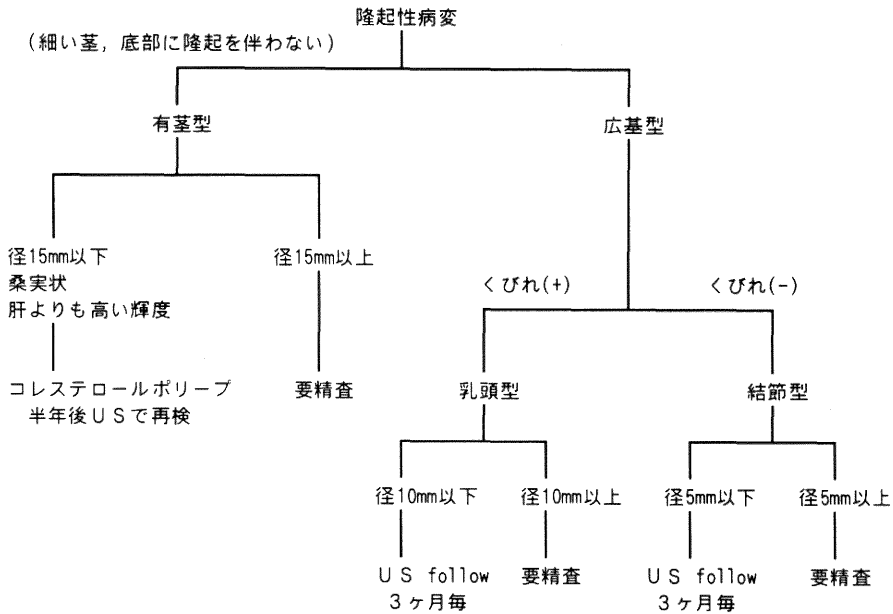 隆起性病変
(細い茎,底部に隆起を伴わない)
有茎型
広基型
径15mm以下
桑実状
肝よりも高い輝度
径15mm以上
くびれ(+)
くびれ(-)
コレステロールポリープ
半年後USで再検
要精査
乳頭型
結節型
径10mm以下
径10mm以上
径5mm以下
径5mm以上
US follow
3ヶ月毎
要精査
US follow
3ヶ月毎
要精査